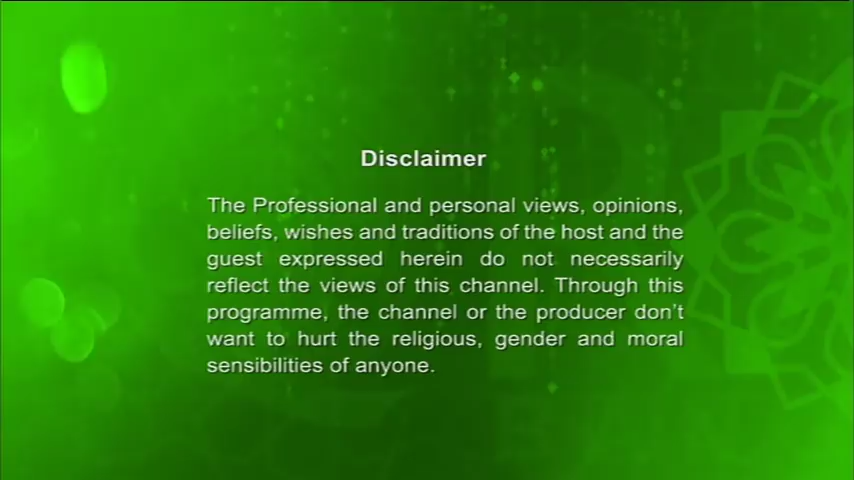 Disclaimer
The Professional and personal views, opinions,
beliefs, wishes and traditions of the host and the
guest expressed herein do not necessarily
reflect the views of this channel. Through this
programme, the channel or the producer don't
want to hurt the religious, gender and moral
sensibilities of anyone.